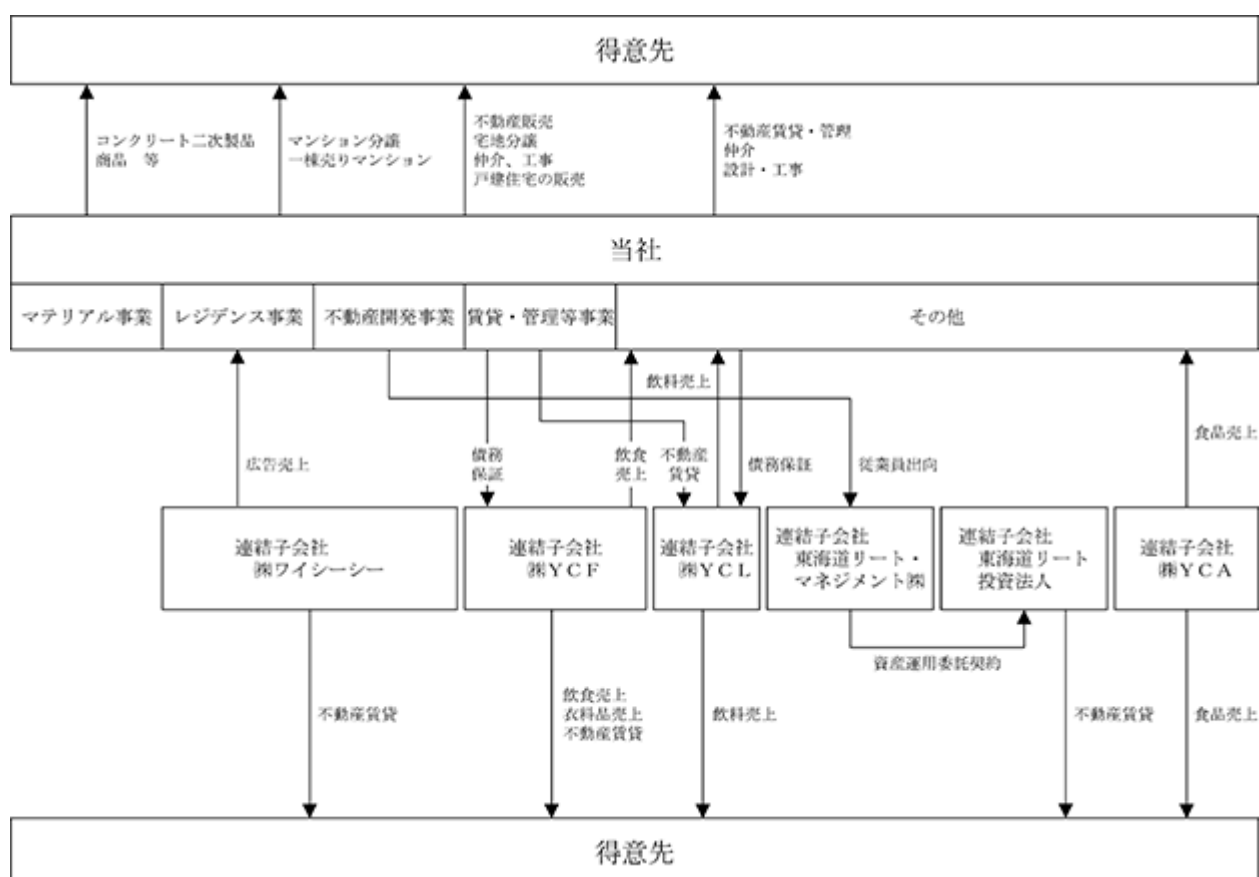 得意先
コンクリート二次製品
商品　等
マンション分譲
一棟売りマンション
不動産販売
宅地分譲
仲介、工事
戸建住宅の販売
不動産賃貸・管理
仲介
設計・工事
当社
マテリアル事業
レジデンス事業
不動産開発事業
賃貸・管理等事業
その他
飲料売上
広告売上
債務
保証
飲食
売上
不動産
賃貸
債務保証
従業員出向
食品売上
連結子会社
㈱ワイシーシー
連結子会社
㈱ＹＣＦ
連結子会社
㈱ＹＣＬ
連結子会社
東海道リート・
マネジメント㈱
連結子会社
東海道リート
投資法人
連結子会社
㈱ＹＣＡ
資産運用委託契約
不動産賃貸
飲食売上
衣料品売上
不動産賃貸
飲料売上
不動産賃貸
食品売上
得意先